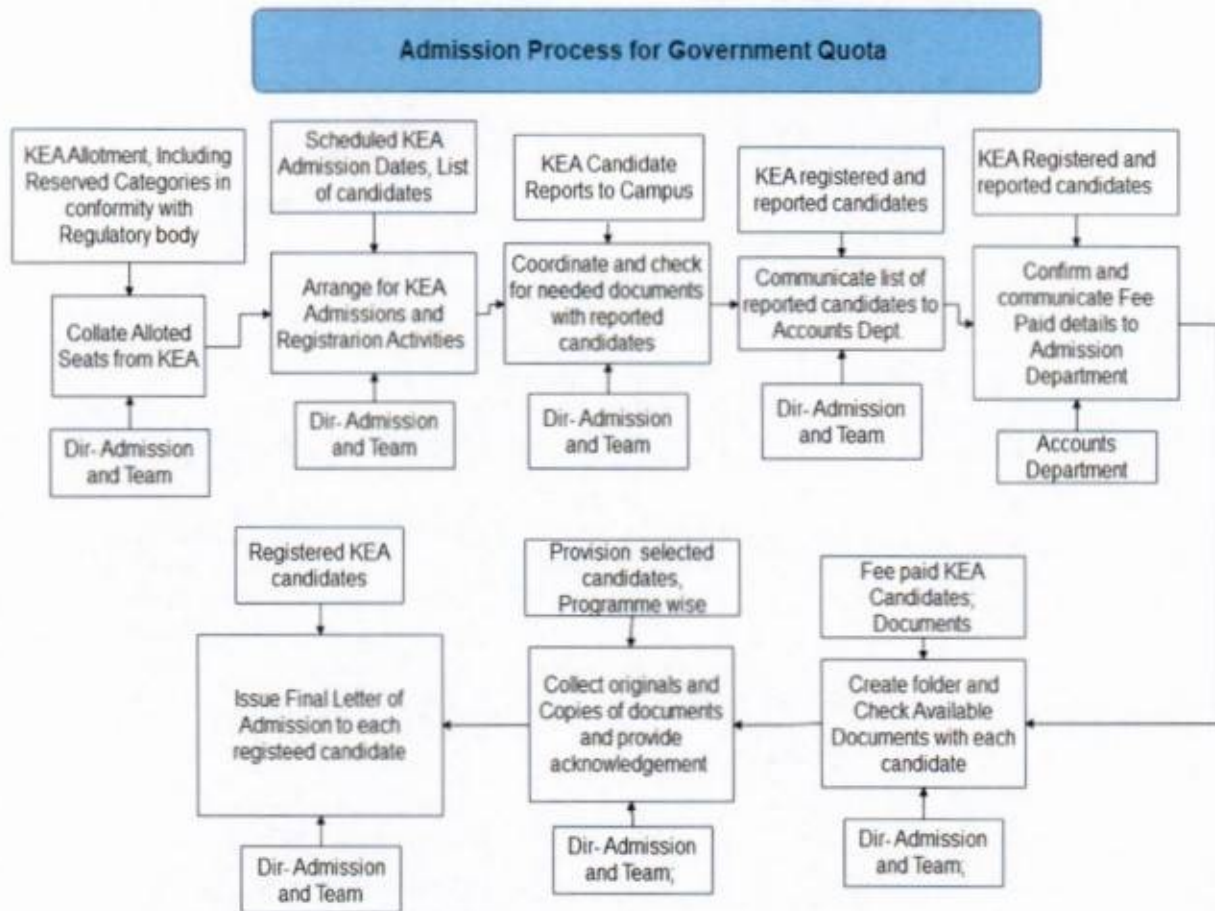 Admission Process for Government Quota
KEA Allotment, Including
Reserved Categories in
conformity with
Regulatory body
Scheduled KEA
Admission Dates, List
of candidates
KEA Candidate
Reports to Campus
KEA registered and
reported candidates
KEA Registered and
reported candidates
Collate Alloted
Seats from KEA
Arrange for KEA
Admissions and
Registrarion Activities
Coordinate and check
for needed documents
with reported
candidates
Communicate list of
reported candidates to
Accounts Dept.
Confirm and
communicate Fee
Paid details to
Admission
Department
Dir- Admission
and Team
Dir- Admission
and Team
Dir- Admission
and Team
Dir- Admission
and Team
Accounts
Department
Registered KEA
candidates
Provision selected
candidates,
Programme wise
Fee paid KEA
Candidates;
Documents
Issue Final Letter of
Admission to each
registeed candidate
Collect originals and
Copies of documents
and provide
acknowledgement
Create folder and
Check Available
Documents with each
candidate
Dir- Admission
and Team
Dir- Admission
and Team;
Dir- Admission
and Team;